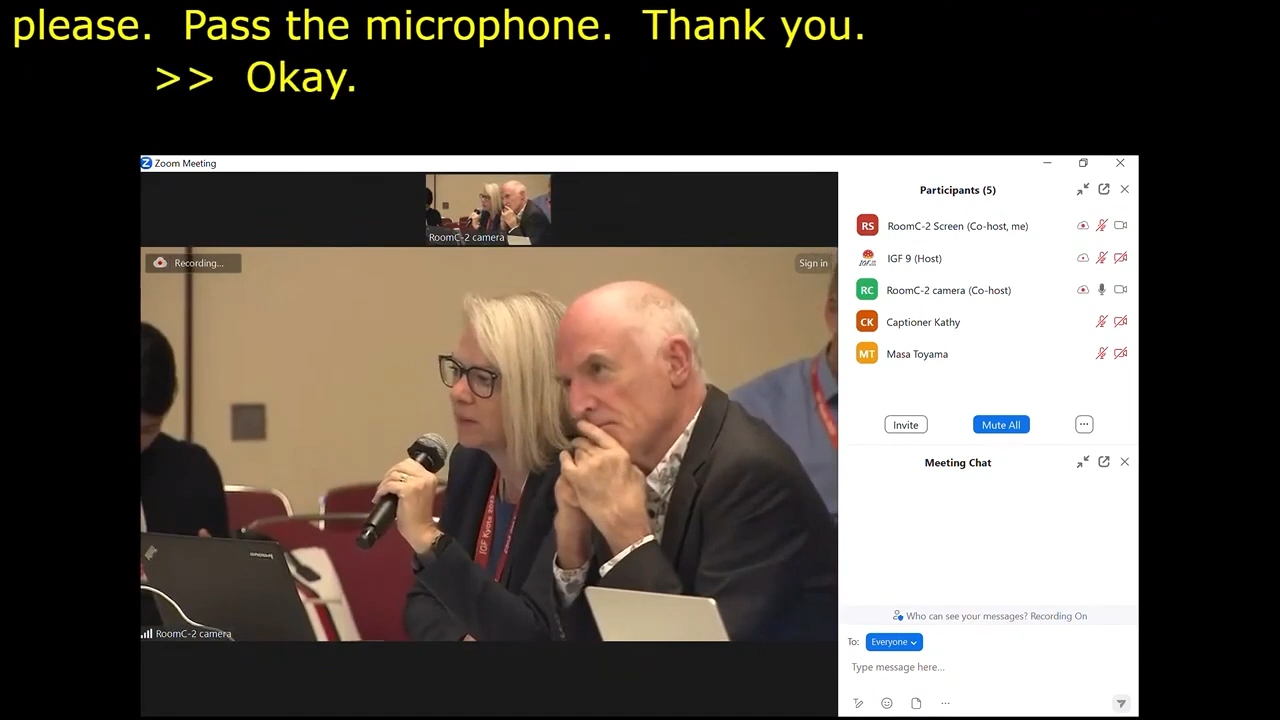 please.  Pass the microphone.  Thank you.
>>  Okay.
Zoom Meeting
RoomC-2 camera
Recording...
Sign in
IGF Kyoto 2023
RoomC-2 camera
Participants (5)
RS RoomC-2 Screen (Co-host, me)
IGF 9 (Host)
RC RoomC-2 camera (Co-host)
CK Captioner Kathy
MT Masa Toyama
Invite
Mute All
Meeting Chat
Who can see your messages? Recording On
To: Everyone
Type message here...